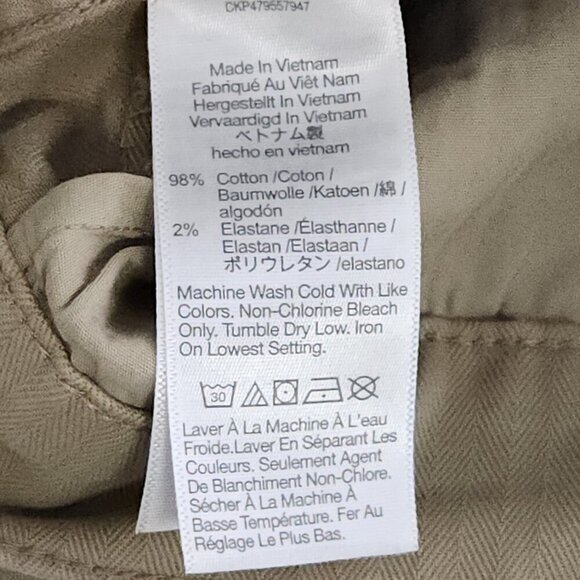 CKP479557947
Made In Vietnam
Fabriqué Au Viêt Nam
Hergestellt In Vietnam
Vervaardigd In Vietnam
ベトナム製
hecho en vietnam
98% Cotton /Coton /
Baumwolle /Katoen /綿 /
algodón
2% Elastane /Élasthanne /
Elastan /Elastaan /
ポリウレタン /elastano
Machine Wash Cold With Like
Colors. Non-Chlorine Bleach
Only. Tumble Dry Low. Iron
On Lowest Setting.
30
Laver À La Machine À L'eau
Froide.Laver En Séparant Les
Couleurs. Seulement Agent
De Blanchiment Non-Chlore.
Sécher À La Machine À
Basse Température. Fer Au
Réglage Le Plus Bas.